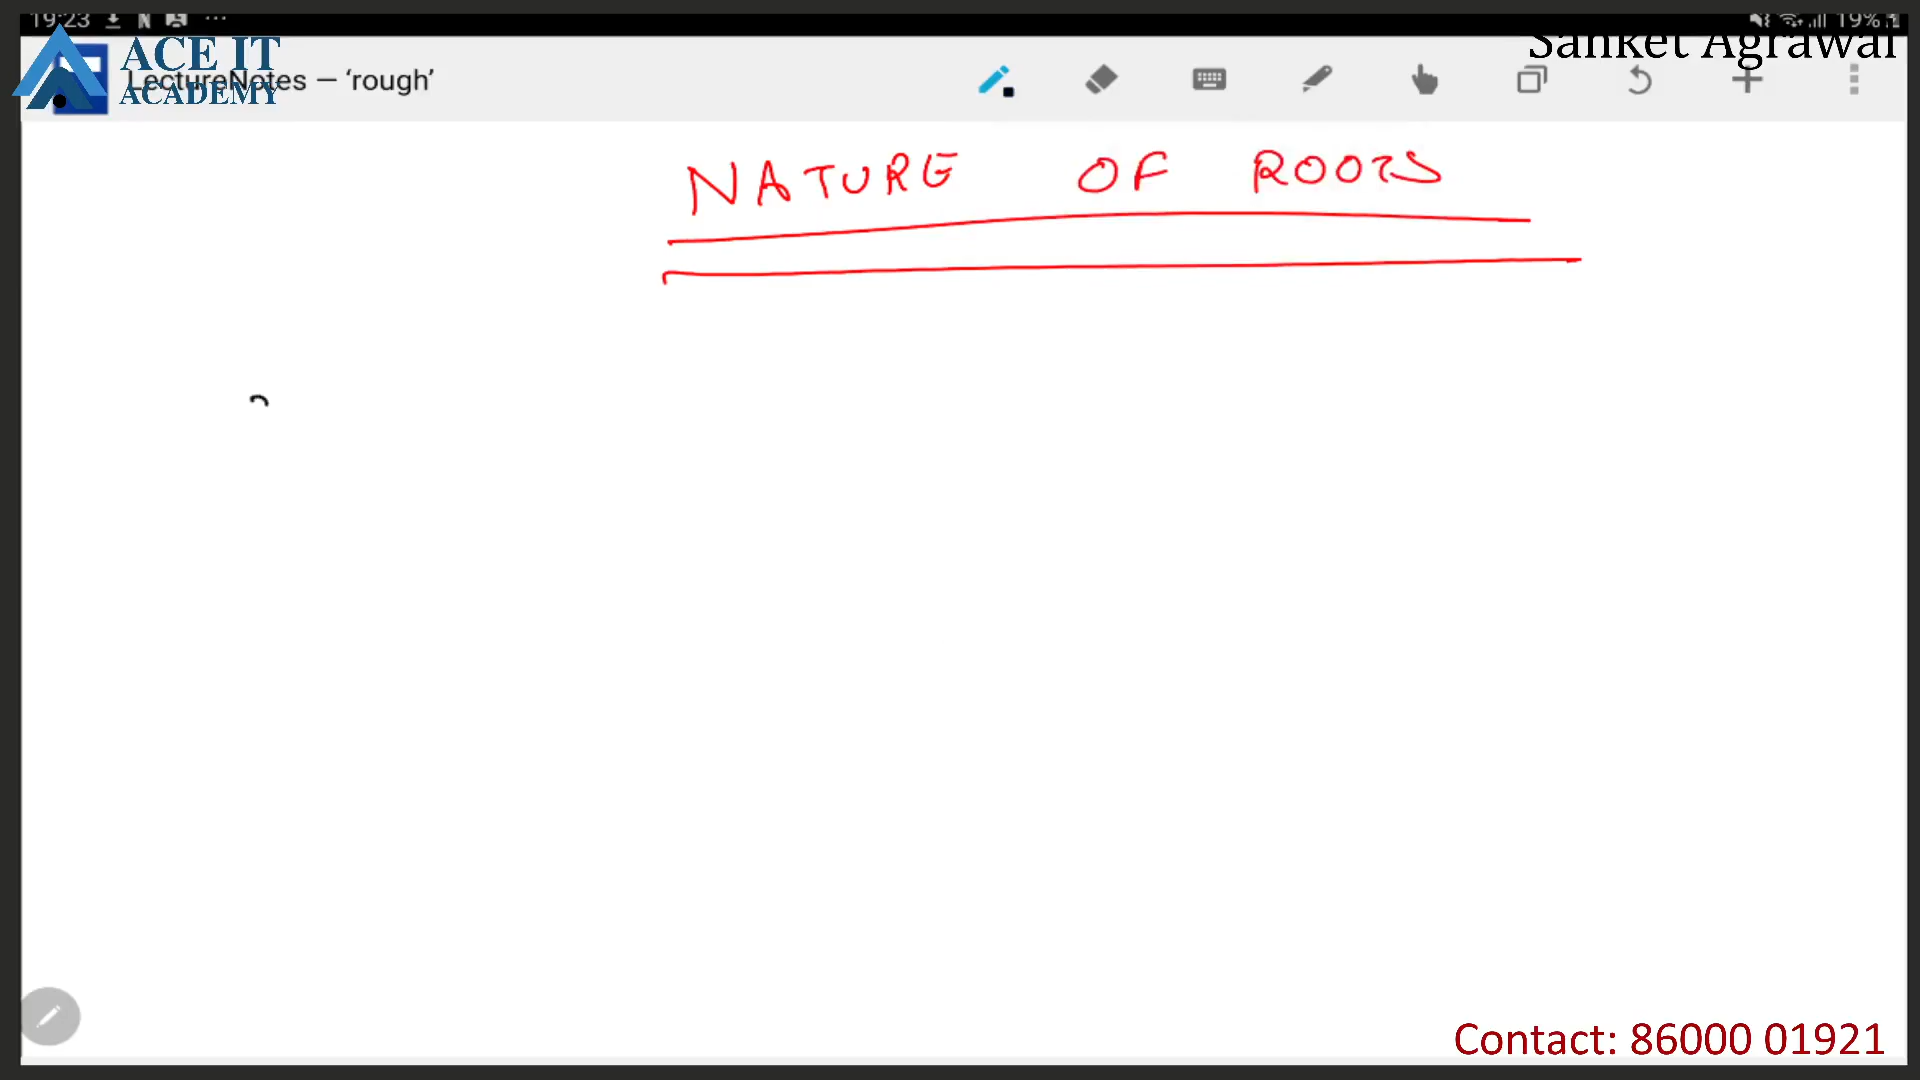 19:23 N ... 19%
Sanket Agrawal
ACE IT
ACADEMY
LectureNotes — ‘rough’
NATURE OF ROOTS
Contact: 86000 01921